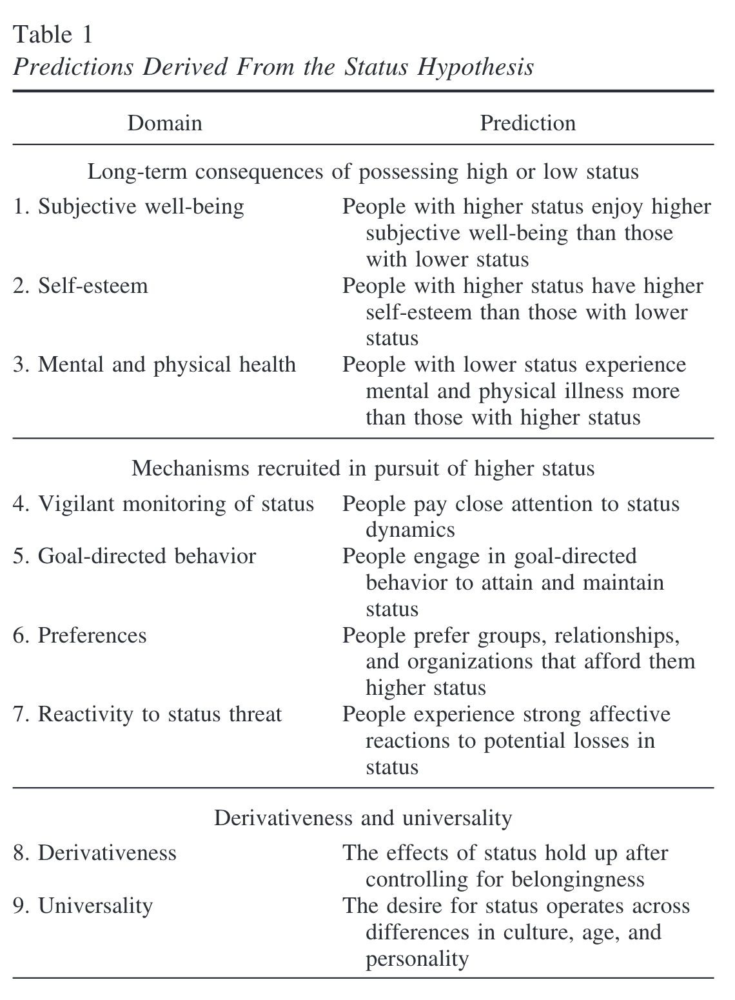 Table 1
Predictions Derived From the Status Hypothesis
Domain Prediction
Long-term consequences of possessing high or low status
1. Subjective well-being People with higher status enjoy higher
subjective well-being than those
with lower status
2. Self-esteem People with higher status have higher
self-esteem than those with lower
status
3. Mental and physical health People with lower status experience
mental and physical illness more
than those with higher status
Mechanisms recruited in pursuit of higher status
4. Vigilant monitoring of status People pay close attention to status
dynamics
5. Goal-directed behavior People engage in goal-directed
behavior to attain and maintain
status
6. Preferences People prefer groups, relationships,
and organizations that afford them
higher status
7. Reactivity to status threat People experience strong affective
reactions to potential losses in
status
Derivativeness and universality
8. Derivativeness The effects of status hold up after
controlling for belongingness
9. Universality The desire for status operates across
differences in culture, age, and
personality